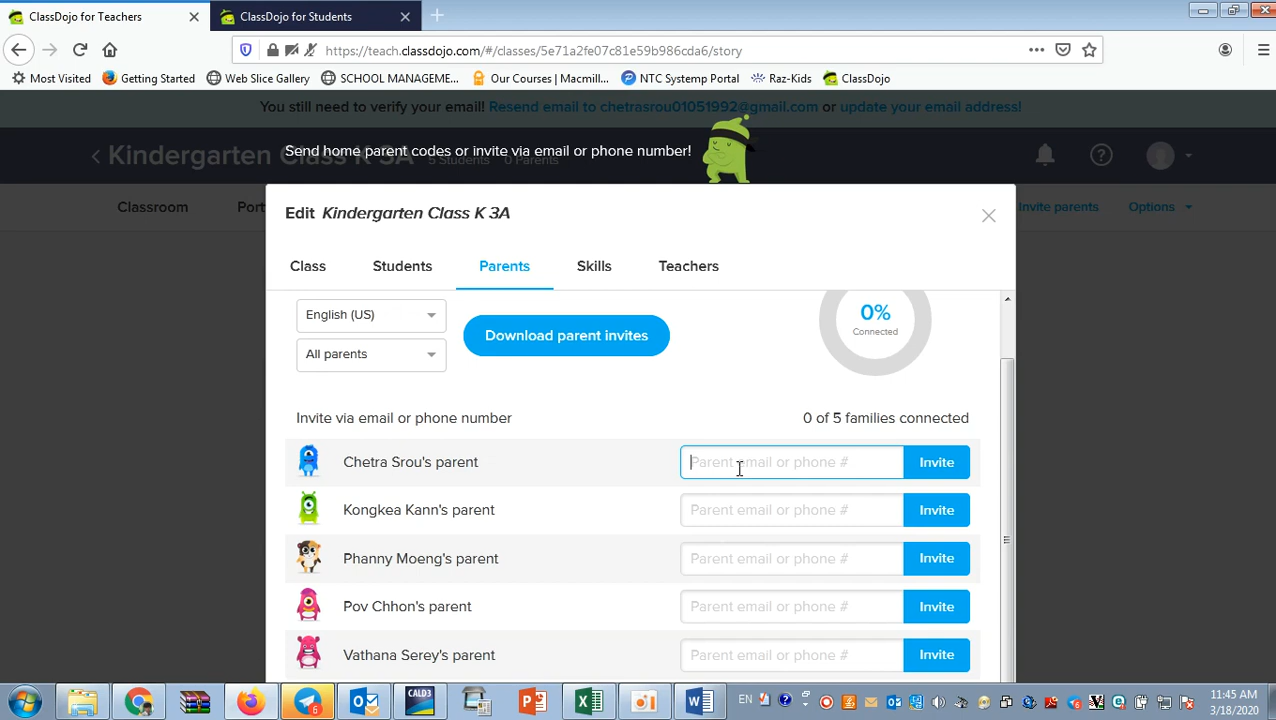 ClassDojo for Teachers
ClassDojo for Students
https://teach.classdojo.com/#/classes/5e71a2fe07c81e59b986cda6/story
Most Visited
Getting Started
Web Slice Gallery
SCHOOL MANAGEME...
Our Courses | Macmill...
NTC Systemp Portal
Raz-Kids
ClassDojo
You still need to verify your email! Resend email to chetrasrou01051992@gmail.com or update your email address!
Send home parent codes or invite via email or phone number!
Kindergarten Class K 3A 5 Students 0 Parents
Classroom
Port
Invite parents
Options
Edit Kindergarten Class K 3A
Class
Students
Parents
Skills
Teachers
English (US)
Download parent invites
0%
Connected
All parents
Invite via email or phone number
0 of 5 families connected
Chetra Srou's parent
Parent email or phone #
Invite
Kongkea Kann's parent
Parent email or phone #
Invite
Phanny Moeng's parent
Parent email or phone #
Invite
Pov Chhon's parent
Parent email or phone #
Invite
Vathana Serey's parent
Parent email or phone #
Invite
CALD3
6
EN
11:45 AM
3/18/2020